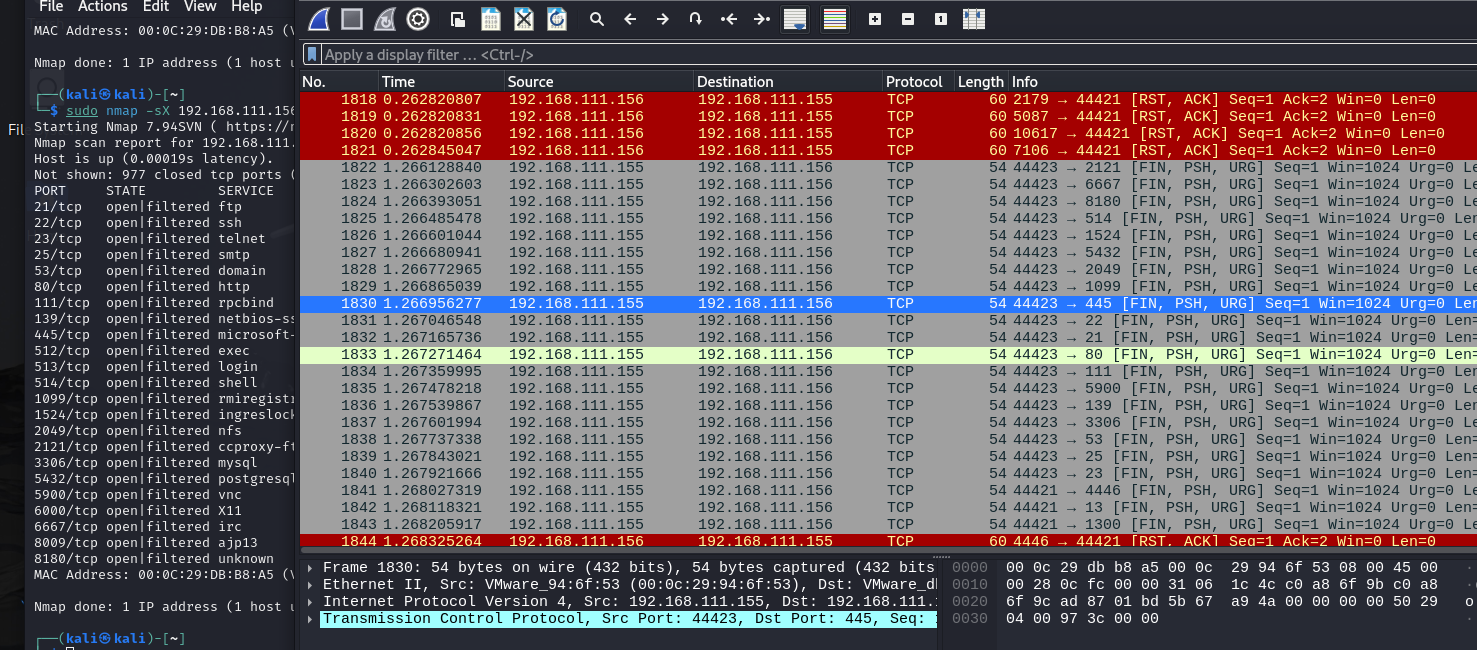 File Actions Edit View Help
MAC Address: 00:0C:29:DB:B8:A5 (V
Nmap done: 1 IP address (1 host u
┌──(kali㉿kali)-[~]
└─$ sudo nmap -sX 192.168.111.156
Starting Nmap 7.94SVN ( https://n
Nmap scan report for 192.168.111.
Host is up (0.00019s latency).
Not shown: 977 closed tcp ports (
PORT STATE SERVICE
21/tcp open|filtered ftp
22/tcp open|filtered ssh
23/tcp open|filtered telnet
25/tcp open|filtered smtp
53/tcp open|filtered domain
80/tcp open|filtered http
111/tcp open|filtered rpcbind
139/tcp open|filtered netbios-ss
445/tcp open|filtered microsoft-
512/tcp open|filtered exec
513/tcp open|filtered login
514/tcp open|filtered shell
1099/tcp open|filtered rmiregistr
1524/tcp open|filtered ingreslock
2049/tcp open|filtered nfs
2121/tcp open|filtered ccproxy-ft
3306/tcp open|filtered mysql
5432/tcp open|filtered postgresql
5900/tcp open|filtered vnc
6000/tcp open|filtered X11
6667/tcp open|filtered irc
8009/tcp open|filtered ajp13
8180/tcp open|filtered unknown
MAC Address: 00:0C:29:DB:B8:A5 (V
Nmap done: 1 IP address (1 host u
┌──(kali㉿kali)-[~]
Fil
Apply a display filter ... <Ctrl-/>
No. Time Source Destination Protocol Length Info
1818 0.262820807 192.168.111.156 192.168.111.155 TCP 60 2179 → 44421 [RST, ACK] Seq=1 Ack=2 Win=0 Len=0
1819 0.262820831 192.168.111.156 192.168.111.155 TCP 60 5087 → 44421 [RST, ACK] Seq=1 Ack=2 Win=0 Len=0
1820 0.262820856 192.168.111.156 192.168.111.155 TCP 60 10617 → 44421 [RST, ACK] Seq=1 Ack=2 Win=0 Len=0
1821 0.262845047 192.168.111.156 192.168.111.155 TCP 60 7106 → 44421 [RST, ACK] Seq=1 Ack=2 Win=0 Len=0
1822 1.266128840 192.168.111.155 192.168.111.156 TCP 54 44423 → 2121 [FIN, PSH, URG] Seq=1 Win=1024 Urg=0 Le
1823 1.266302603 192.168.111.155 192.168.111.156 TCP 54 44423 → 6667 [FIN, PSH, URG] Seq=1 Win=1024 Urg=0 Le
1824 1.266393051 192.168.111.155 192.168.111.156 TCP 54 44423 → 8180 [FIN, PSH, URG] Seq=1 Win=1024 Urg=0 Le
1825 1.266485478 192.168.111.155 192.168.111.156 TCP 54 44423 → 514 [FIN, PSH, URG] Seq=1 Win=1024 Urg=0 Len
1826 1.266601044 192.168.111.155 192.168.111.156 TCP 54 44423 → 1524 [FIN, PSH, URG] Seq=1 Win=1024 Urg=0 Le
1827 1.266680941 192.168.111.155 192.168.111.156 TCP 54 44423 → 5432 [FIN, PSH, URG] Seq=1 Win=1024 Urg=0 Le
1828 1.266772965 192.168.111.155 192.168.111.156 TCP 54 44423 → 2049 [FIN, PSH, URG] Seq=1 Win=1024 Urg=0 Le
1829 1.266865039 192.168.111.155 192.168.111.156 TCP 54 44423 → 1099 [FIN, PSH, URG] Seq=1 Win=1024 Urg=0 Le
1830 1.266956277 192.168.111.155 192.168.111.156 TCP 54 44423 → 445 [FIN, PSH, URG] Seq=1 Win=1024 Urg=0 Len
1831 1.267046548 192.168.111.155 192.168.111.156 TCP 54 44423 → 22 [FIN, PSH, URG] Seq=1 Win=1024 Urg=0 Len=
1832 1.267165736 192.168.111.155 192.168.111.156 TCP 54 44423 → 21 [FIN, PSH, URG] Seq=1 Win=1024 Urg=0 Len=
1833 1.267271464 192.168.111.155 192.168.111.156 TCP 54 44423 → 80 [FIN, PSH, URG] Seq=1 Win=1024 Urg=0 Len=
1834 1.267359995 192.168.111.155 192.168.111.156 TCP 54 44423 → 111 [FIN, PSH, URG] Seq=1 Win=1024 Urg=0 Len
1835 1.267478218 192.168.111.155 192.168.111.156 TCP 54 44423 → 5900 [FIN, PSH, URG] Seq=1 Win=1024 Urg=0 Le
1836 1.267539867 192.168.111.155 192.168.111.156 TCP 54 44423 → 139 [FIN, PSH, URG] Seq=1 Win=1024 Urg=0 Len
1837 1.267601994 192.168.111.155 192.168.111.156 TCP 54 44423 → 3306 [FIN, PSH, URG] Seq=1 Win=1024 Urg=0 Le
1838 1.267737338 192.168.111.155 192.168.111.156 TCP 54 44423 → 53 [FIN, PSH, URG] Seq=1 Win=1024 Urg=0 Len=
1839 1.267843021 192.168.111.155 192.168.111.156 TCP 54 44423 → 25 [FIN, PSH, URG] Seq=1 Win=1024 Urg=0 Len=
1840 1.267921666 192.168.111.155 192.168.111.156 TCP 54 44423 → 23 [FIN, PSH, URG] Seq=1 Win=1024 Urg=0 Len=
1841 1.268027319 192.168.111.155 192.168.111.156 TCP 54 44421 → 4446 [FIN, PSH, URG] Seq=1 Win=1024 Urg=0 Le
1842 1.268118321 192.168.111.155 192.168.111.156 TCP 54 44421 → 13 [FIN, PSH, URG] Seq=1 Win=1024 Urg=0 Len=
1843 1.268205917 192.168.111.155 192.168.111.156 TCP 54 44421 → 1300 [FIN, PSH, URG] Seq=1 Win=1024 Urg=0 Le
1844 1.268325264 192.168.111.156 192.168.111.155 TCP 60 4446 → 44421 [RST, ACK] Seq=1 Ack=2 Win=0 Len=0
Frame 1830: 54 bytes on wire (432 bits), 54 bytes captured (432 bits
Ethernet II, Src: VMware_94:6f:53 (00:0c:29:94:6f:53), Dst: VMware_d
Internet Protocol Version 4, Src: 192.168.111.155, Dst: 192.168.111.
Transmission Control Protocol, Src Port: 44423, Dst Port: 445, Seq:
0000 00 0c 29 db b8 a5 00 0c 29 94 6f 53 08 00 45 00
0010 00 28 0c fc 00 00 31 06 1c 4c c0 a8 6f 9b c0 a8
0020 6f 9c ad 87 01 bd 5b 67 a9 4a 00 00 00 00 50 29 o
0030 04 00 97 3c 00 00